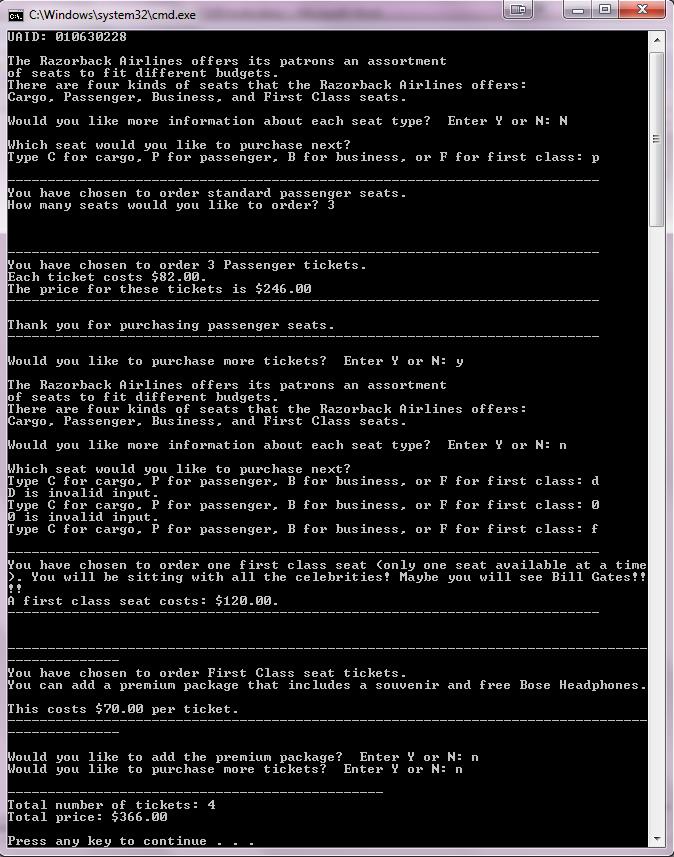 C:\Windows\system32\cmd.exe
UAID: 010630228
The Razorback Airlines offers its patrons an assortment
of seats to fit different budgets.
There are four kinds of seats that the Razorback Airlines offers:
Cargo, Passenger, Business, and First Class seats.
Would you like more information about each seat type?  Enter Y or N: N
Which seat would you like to purchase next?
Type C for cargo, P for passenger, B for business, or F for first class: p
--------------------------------------------------------------------------
You have chosen to order standard passenger seats.
How many seats would you like to order? 3
--------------------------------------------------------------------------
You have chosen to order 3 Passenger tickets.
Each ticket costs $82.00.
The price for these tickets is $246.00
--------------------------------------------------------------------------
Thank you for purchasing passenger seats.
--------------------------------------------------------------------------
Would you like to purchase more tickets?  Enter Y or N: y
The Razorback Airlines offers its patrons an assortment
of seats to fit different budgets.
There are four kinds of seats that the Razorback Airlines offers:
Cargo, Passenger, Business, and First Class seats.
Would you like more information about each seat type?  Enter Y or N: n
Which seat would you like to purchase next?
Type C for cargo, P for passenger, B for business, or F for first class: d
D is invalid input.
Type C for cargo, P for passenger, B for business, or F for first class: 0
0 is invalid input.
Type C for cargo, P for passenger, B for business, or F for first class: f
--------------------------------------------------------------------------
You have chosen to order one first class seat (only one seat available at a time
). You will be sitting with all the celebrities! Maybe you will see Bill Gates!!
!!
A first class seat costs: $120.00.
--------------------------------------------------------------------------
--------------------------------------------------------------------------------
--------------
You have chosen to order First Class seat tickets.
You can add a premium package that includes a souvenir and free Bose Headphones.
This costs $70.00 per ticket.
--------------------------------------------------------------------------------
--------------
Would you like to add the premium package?  Enter Y or N: n
Would you like to purchase more tickets?  Enter Y or N: n
-----------------------------------------------
Total number of tickets: 4
Total price: $366.00
Press any key to continue . . .